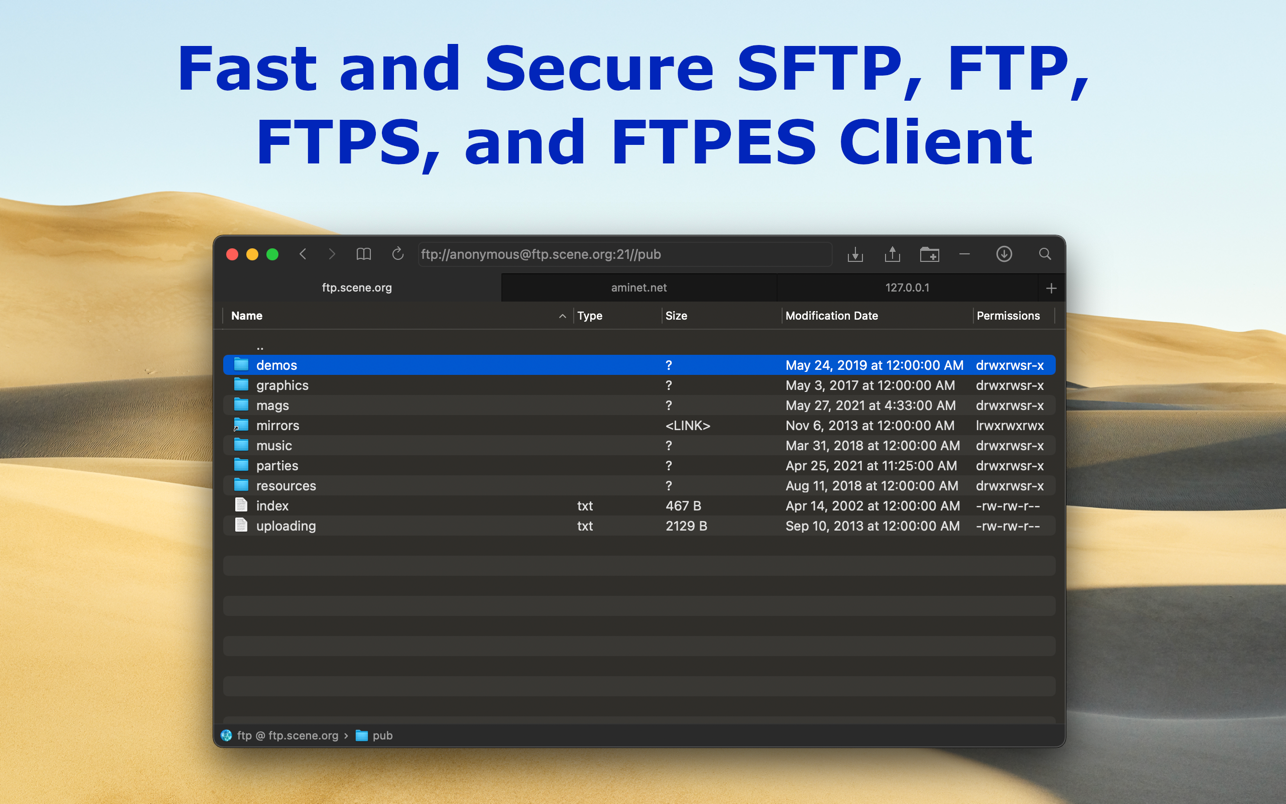 Fast and Secure SFTP, FTP,
FTPS, and FTPES Client
ftp://anonymous@ftp.scene.org:21//pub
ftp.scene.org aminet.net 127.0.0.1
Name Type Size Modification Date Permissions
..
demos ? May 24, 2019 at 12:00:00 AM drwxrwsr-x
graphics ? May 3, 2017 at 12:00:00 AM drwxrwsr-x
mags ? May 27, 2021 at 4:33:00 AM drwxrwsr-x
mirrors <LINK> Nov 6, 2013 at 12:00:00 AM lrwxrwxrwx
music ? Mar 31, 2018 at 12:00:00 AM drwxrwsr-x
parties ? Apr 25, 2021 at 11:25:00 AM drwxrwsr-x
resources ? Aug 11, 2018 at 12:00:00 AM drwxrwsr-x
index txt 467 B Apr 14, 2002 at 12:00:00 AM -rw-rw-r--
uploading txt 2129 B Sep 10, 2013 at 12:00:00 AM -rw-rw-r--
ftp @ ftp.scene.org › pub